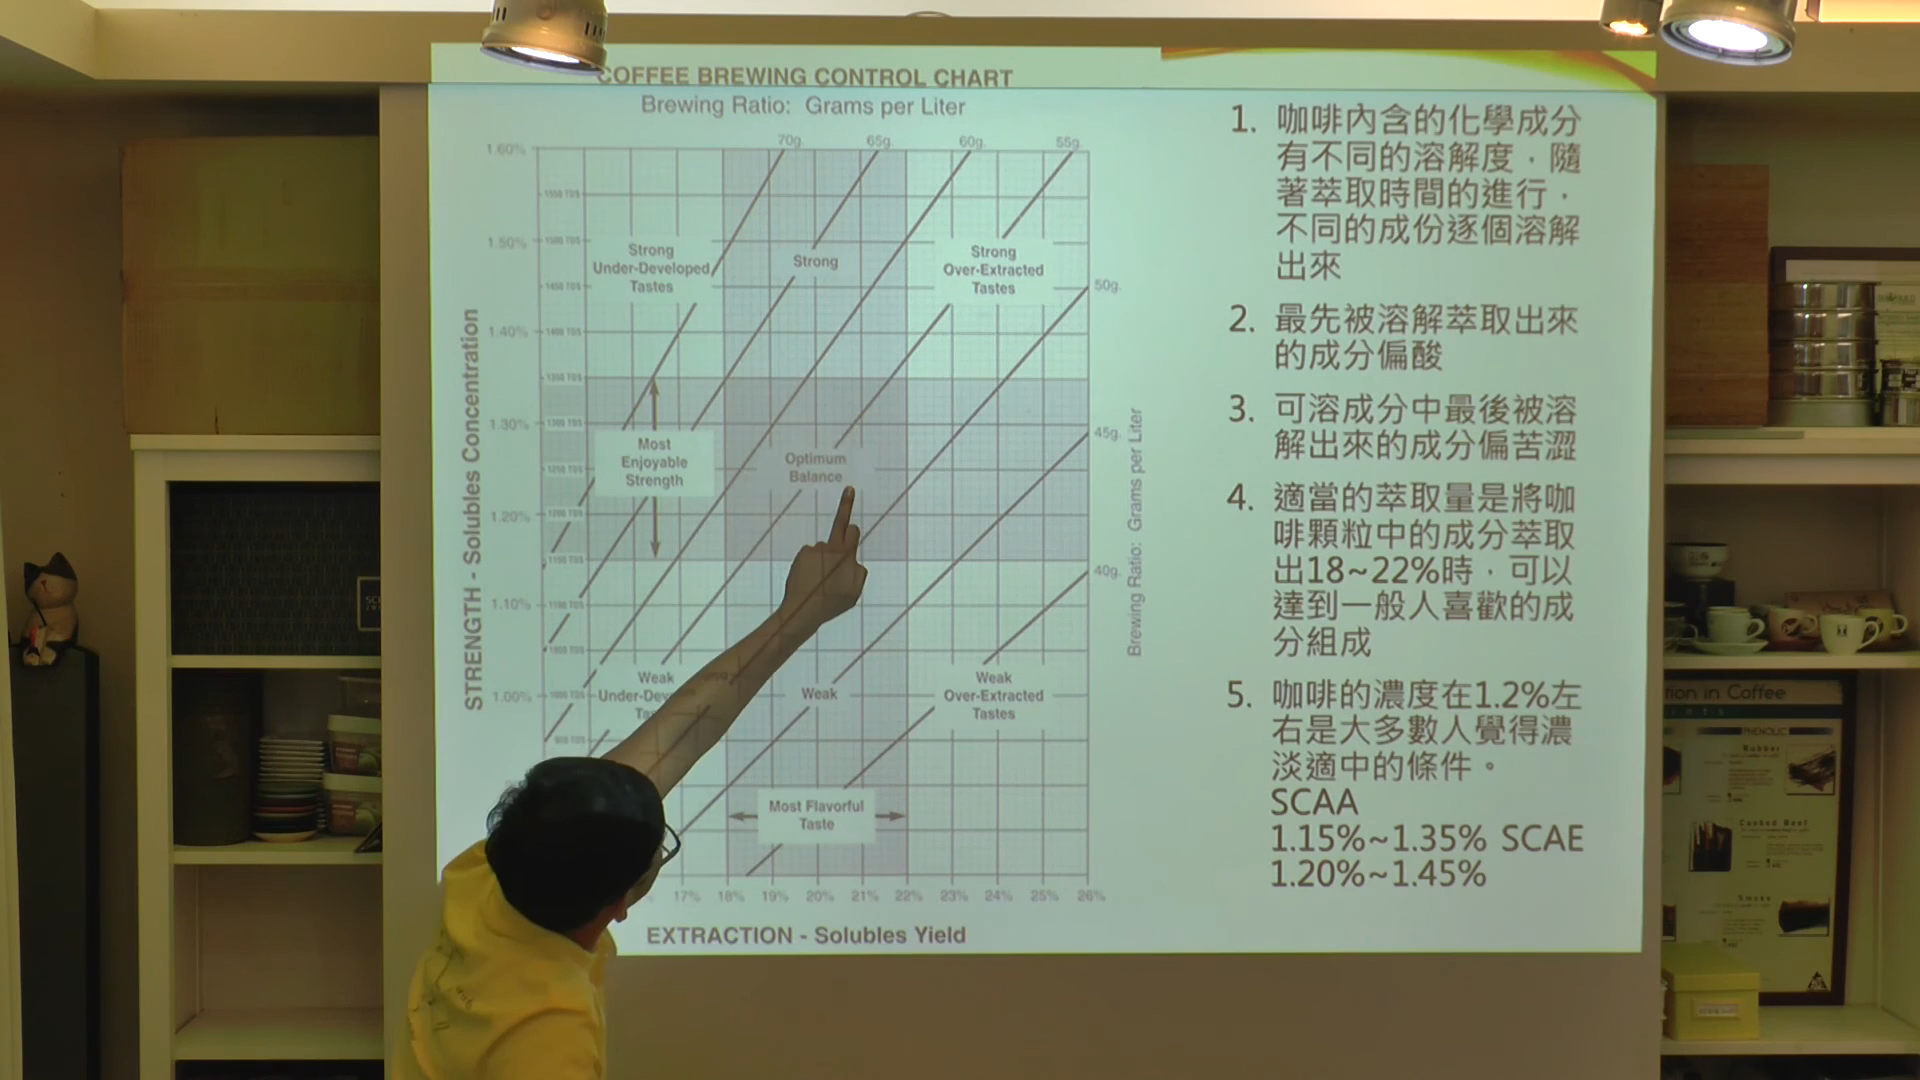 COFFEE BREWING CONTROL CHART
Brewing Ratio: Grams per Liter
70g.
65g.
60g.
55g.
1.60%
1.50%
1.40%
1.30%
1.20%
1.10%
1.00%
STRENGTH - Solubles Concentration
Strong
Under-Developed
Tastes
Strong
Strong
Over-Extracted
Tastes
50g.
45g.
40g.
Brewing Ratio: Grams per Liter
Most
Enjoyable
Strength
Optimum
Balance
Weak
Weak
Weak
Over-Extracted
Tastes
Most Flavorful
Taste
17%
18%
19%
20%
21%
22%
23%
24%
25%
26%
EXTRACTION - Solubles Yield
1. 咖啡內含的化學成分
有不同的溶解度，隨
著萃取時間的進行，
不同的成份逐個溶解
出來
2. 最先被溶解萃取出來
的成分偏酸
3. 可溶成分中最後被溶
解出來的成分偏苦澀
4. 適當的萃取量是將咖
啡顆粒中的成分萃取
出18~22%時，可以
達到一般人喜歡的成
分組成
5. 咖啡的濃度在1.2%左
右是大多數人覺得濃
淡適中的條件。
SCAA
1.15%~1.35% SCAE
1.20%~1.45%
tion in Coffee
PHENOLIC
Rubber
Cooked Beef
Smoke